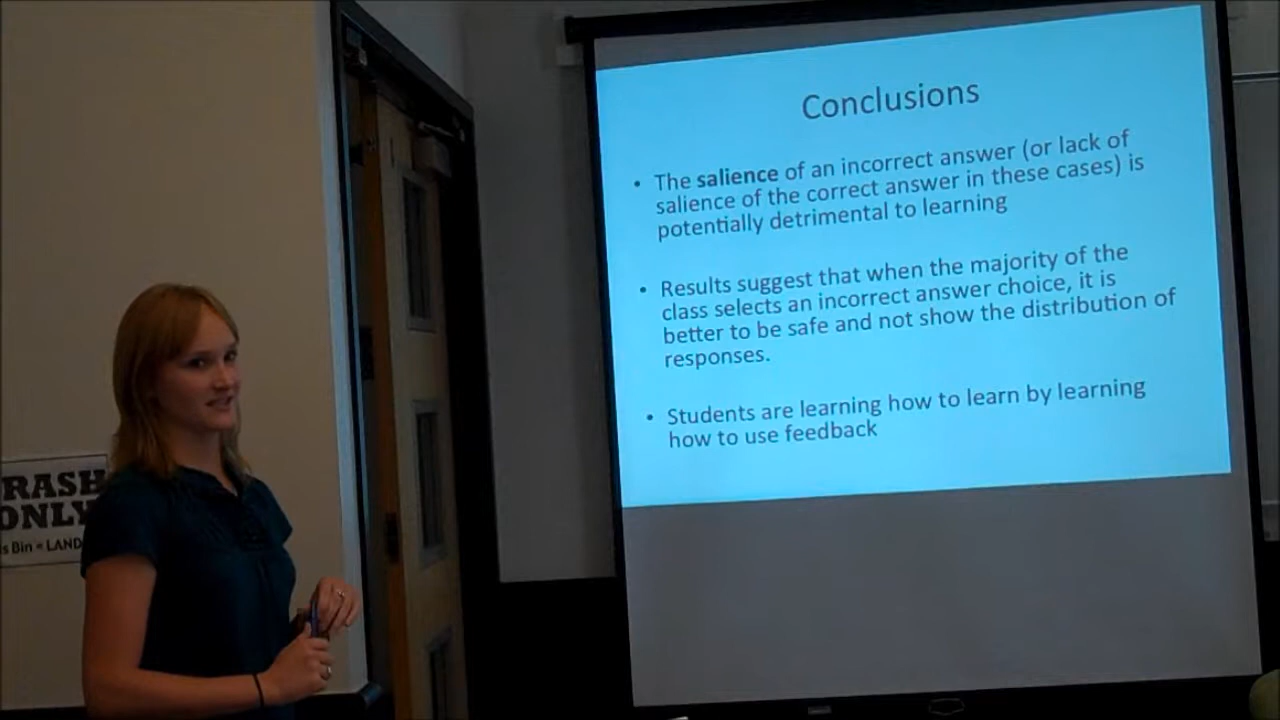 Conclusions
• The salience of an incorrect answer (or lack of
salience of the correct answer in these cases) is
potentially detrimental to learning
• Results suggest that when the majority of the
class selects an incorrect answer choice, it is
better to be safe and not show the distribution of
responses.
• Students are learning how to learn by learning
how to use feedback
RASH
ONLY
is Bin = LAND